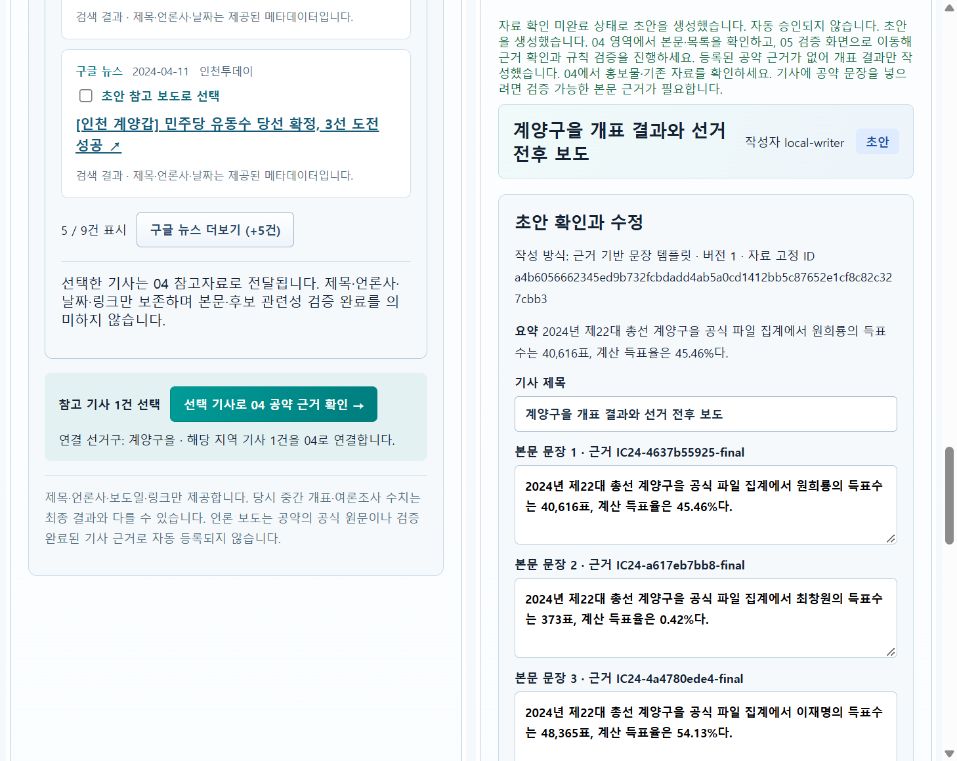 검색 결과 · 제목·언론사·날짜는 제공된 메타데이터입니다.
구글 뉴스 2024-04-11 인천투데이
초안 참고 보도로 선택
[인천 계양갑] 민주당 유동수 당선 확정, 3선 도전
성공 ↗
검색 결과 · 제목·언론사·날짜는 제공된 메타데이터입니다.
5 / 9건 표시 구글 뉴스 더보기 (+5건)
선택한 기사는 04 참고자료로 전달됩니다. 제목·언론사·
날짜·링크만 보존하며 본문·후보 관련성 검증 완료를 의
미하지 않습니다.
참고 기사 1건 선택 선택 기사로 04 공약 근거 확인 →
연결 선거구: 계양구을 · 해당 지역 기사 1건을 04로 연결합니다.
제목·언론사·보도일·링크만 제공합니다. 당시 중간 개표·여론조사 수치는
최종 결과와 다를 수 있습니다. 언론 보도는 공약의 공식 원문이나 검증
완료된 기사 근거로 자동 등록되지 않습니다.
자료 확인 미완료 상태로 초안을 생성했습니다. 자동 승인되지 않습니다. 초안
을 생성했습니다. 04 영역에서 본문·목록을 확인하고, 05 검증 화면으로 이동해
근거 확인과 규칙 검증을 진행하세요. 등록된 공약 근거가 없어 개표 결과만 작
성했습니다. 04에서 홍보물·기존 자료를 확인하세요. 기사에 공약 문장을 넣으
려면 검증 가능한 본문 근거가 필요합니다.
계양구을 개표 결과와 선거
전후 보도
작성자 local-writer 초안
초안 확인과 수정
작성 방식: 근거 기반 문장 템플릿 · 버전 1 · 자료 고정 ID
a4b6056662345ed9b732fcbdadd4ab5a0cd1412bb5c87652e1cf8c82c32
7cbb3
요약 2024년 제22대 총선 계양구을 공식 파일 집계에서 원희룡의 득표
수는 40,616표, 계산 득표율은 45.46%다.
기사 제목
계양구을 개표 결과와 선거 전후 보도
본문 문장 1 · 근거 IC24-4637b55925-final
2024년 제22대 총선 계양구을 공식 파일 집계에서 원희룡의 득표수
는 40,616표, 계산 득표율은 45.46%다.
본문 문장 2 · 근거 IC24-a617eb7bb8-final
2024년 제22대 총선 계양구을 공식 파일 집계에서 최창원의 득표수
는 373표, 계산 득표율은 0.42%다.
본문 문장 3 · 근거 IC24-4a4780ede4-final
2024년 제22대 총선 계양구을 공식 파일 집계에서 이재명의 득표수
는 48,365표, 계산 득표율은 54.13%다.